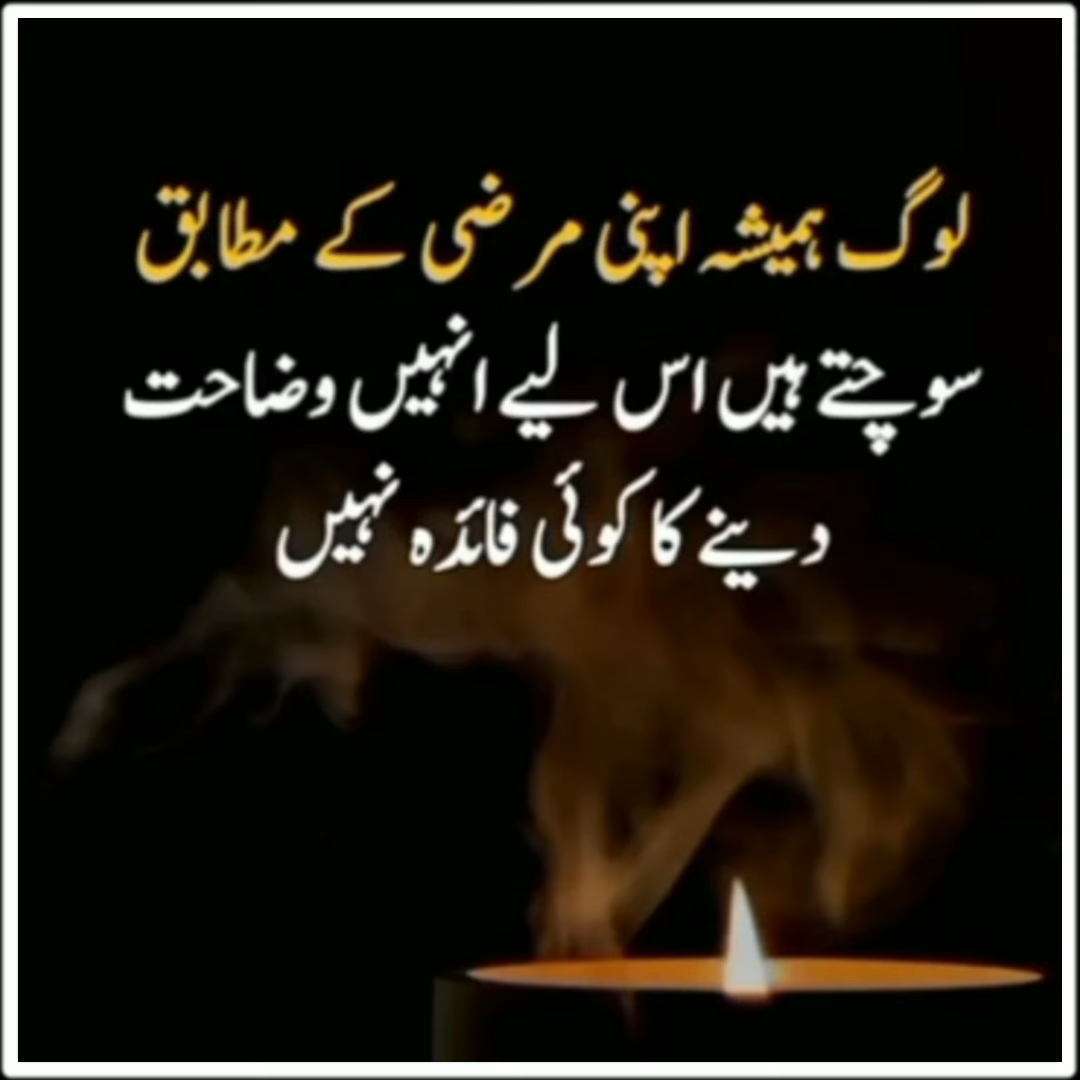 لوگ ہمیشہ اپنی مرضی کے مطابق
سوچتے ہیں اس لیے انہیں وضاحت
دینے کا کوئی فائدہ نہیں